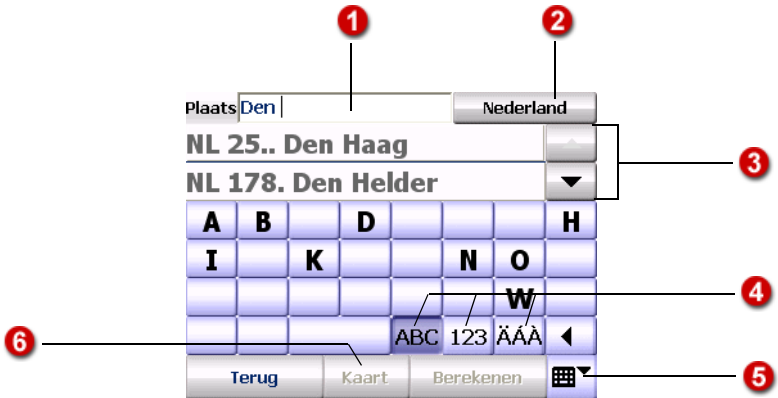 1 2
Plaats Den Nederland
NL 25.. Den Haag
3
NL 178. Den Helder
A B D H
I K N O
W 4
6 ABC 123 ÄÁÀ
Terug Kaart Berekenen 5